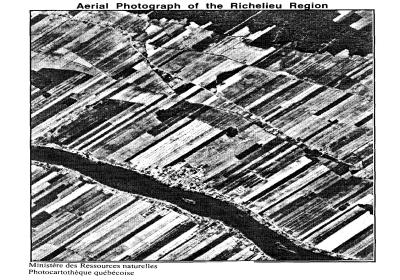 Aerial Photograph of the Richelieu Region
Ministère des Ressources naturelles
Photocartothèque québécoise